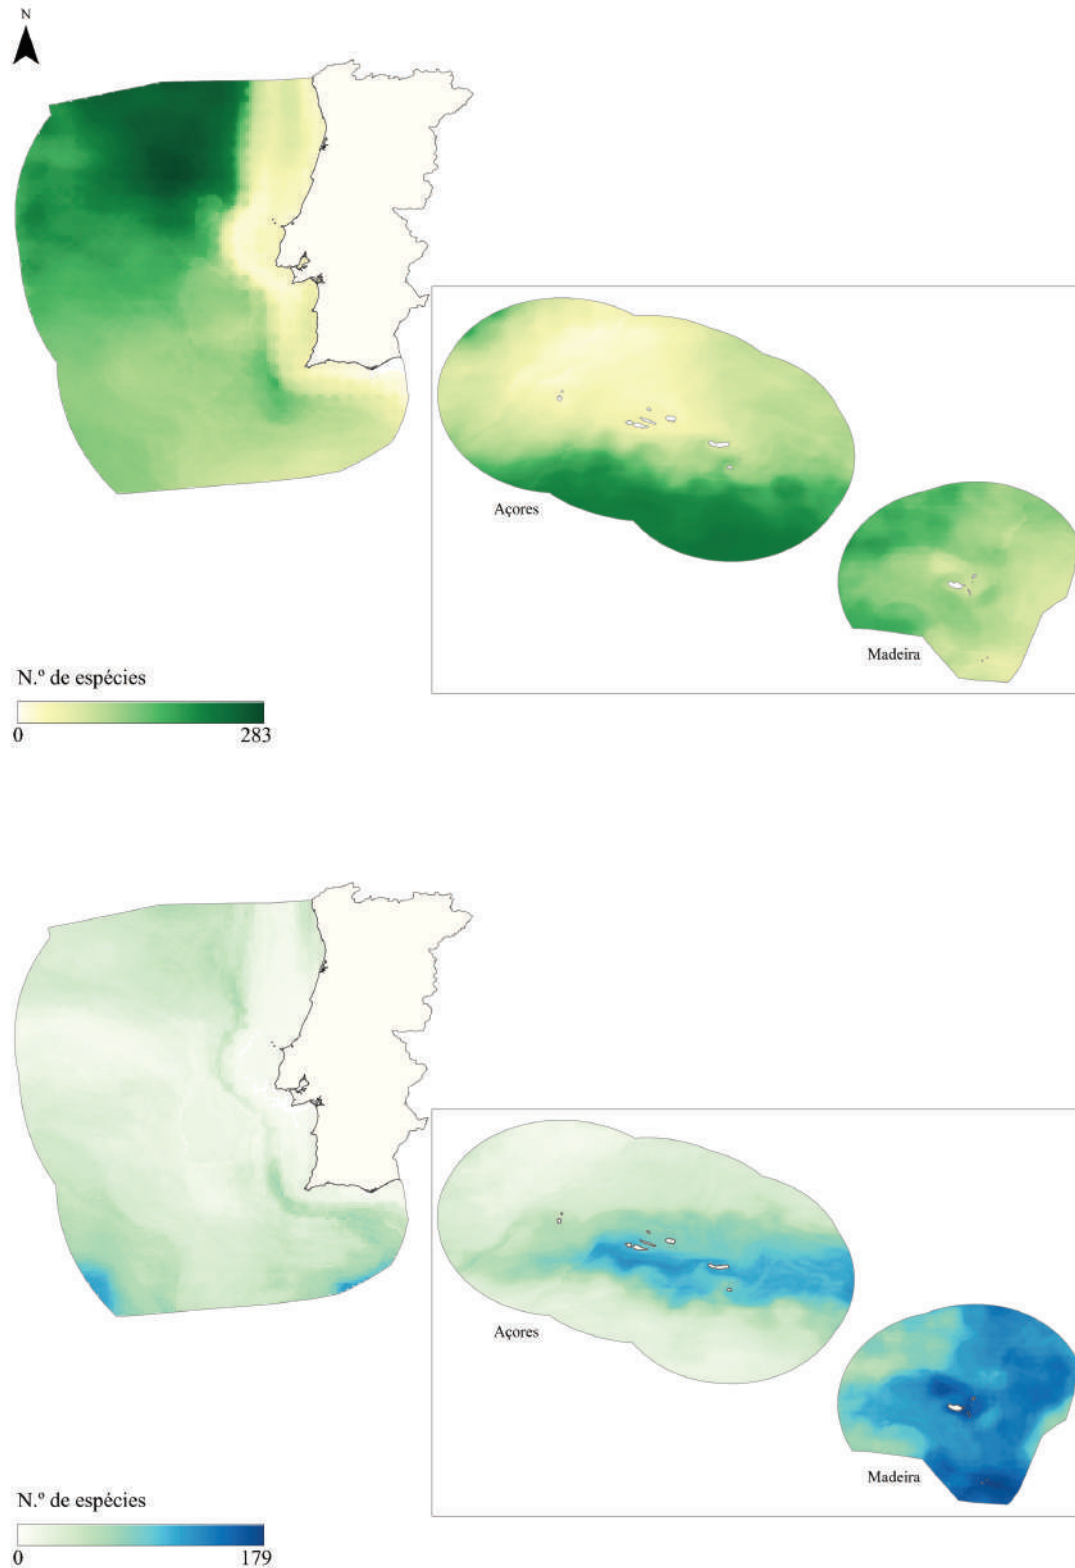 N
Açores
Madeira
N.º de espécies
0 283
Açores
Madeira
N.º de espécies
0 179